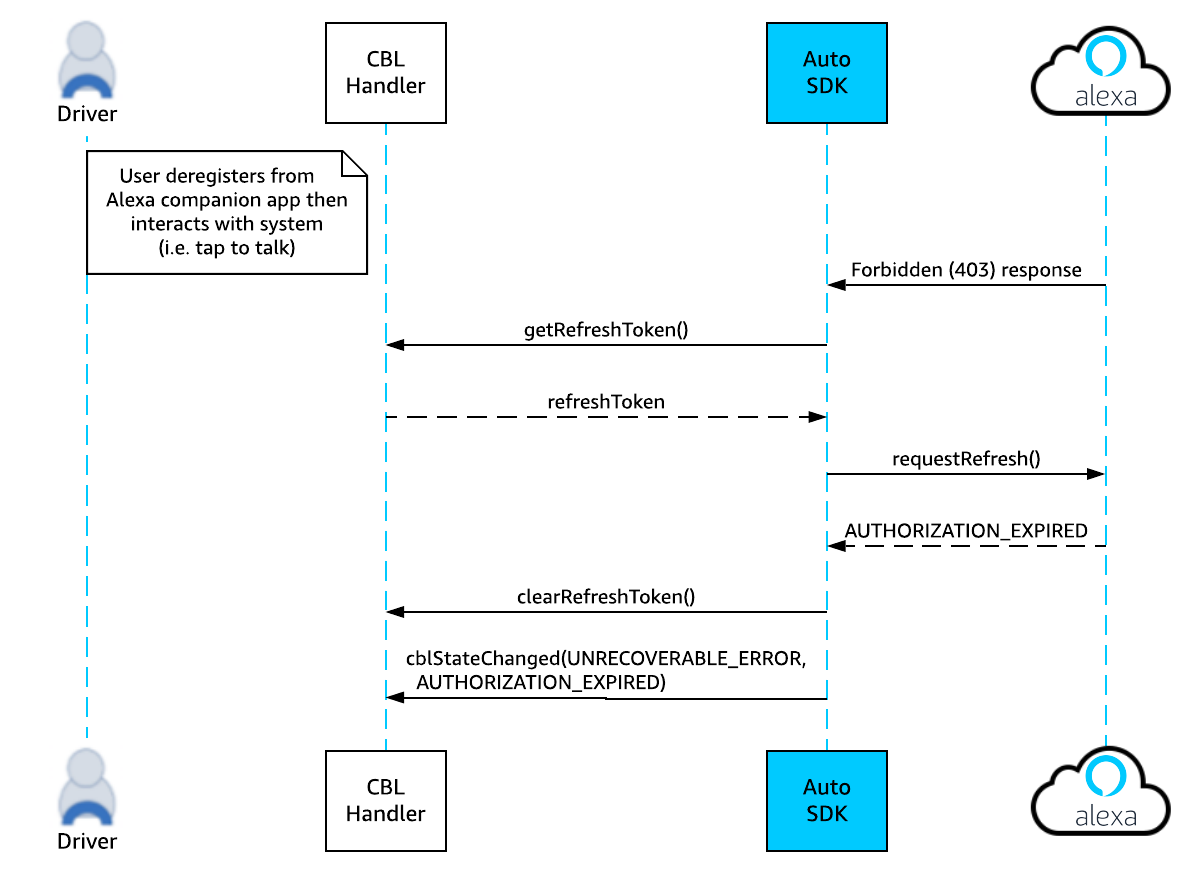 Driver
CBL
Handler
Auto
SDK
alexa
User deregisters from
Alexa companion app then
interacts with system
(i.e. tap to talk)
Forbidden (403) response
getRefreshToken()
refreshToken
requestRefresh()
AUTHORIZATION_EXPIRED
clearRefreshToken()
cblStateChanged(UNRECOVERABLE_ERROR,
AUTHORIZATION_EXPIRED)
Driver
CBL
Handler
Auto
SDK
alexa